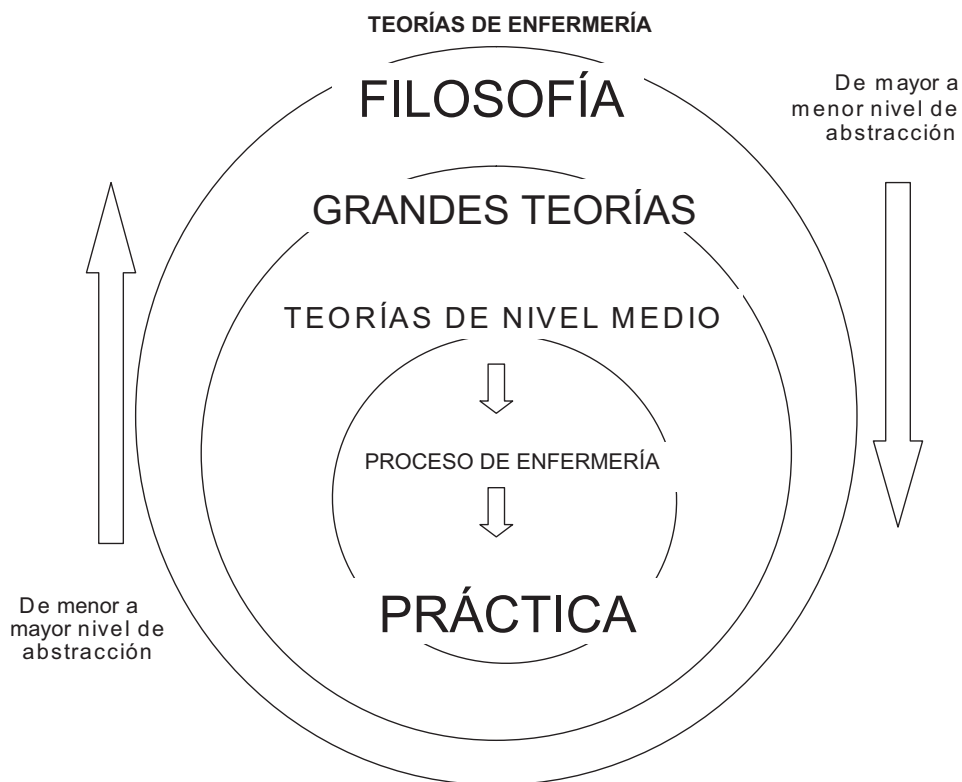 TEORÍAS DE ENFERMERÍA
FILOSOFÍA
De mayor a
menor nivel de
abstracción
GRANDES TEORÍAS
TEORÍAS DE NIVEL MEDIO
PROCESO DE ENFERMERÍA
PRÁCTICA
De menor a
mayor nivel de
abstracción